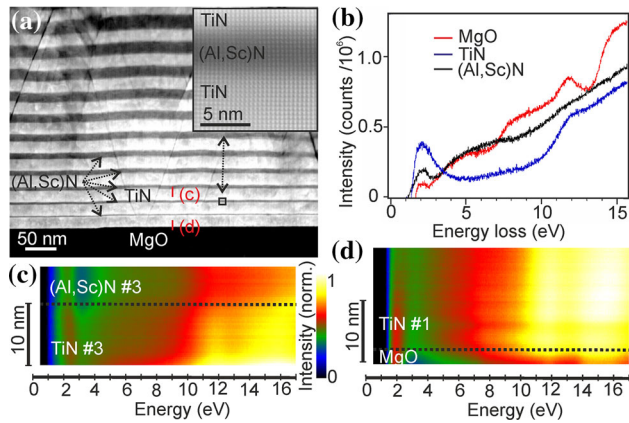 (a)
TiN
(Al,Sc)N
TiN
5 nm
(Al.Sc)N
TiN
(c)
(d)
50 nm
MgO
(b)
Intensity (counts /10⁶)
1.0
0.5
0
MgO
TiN
(Al,Sc)N
0 5 10 15
Energy loss (eV)
(c)
(Al,Sc)N #3
TiN #3
10 nm
0 2 4 6 8 10 12 14 16
Energy (eV)
Intensity (norm.)
1
0
(d)
TiN #1
MgO
10 nm
0 2 4 6 8 10 12 14 16
Energy (eV)